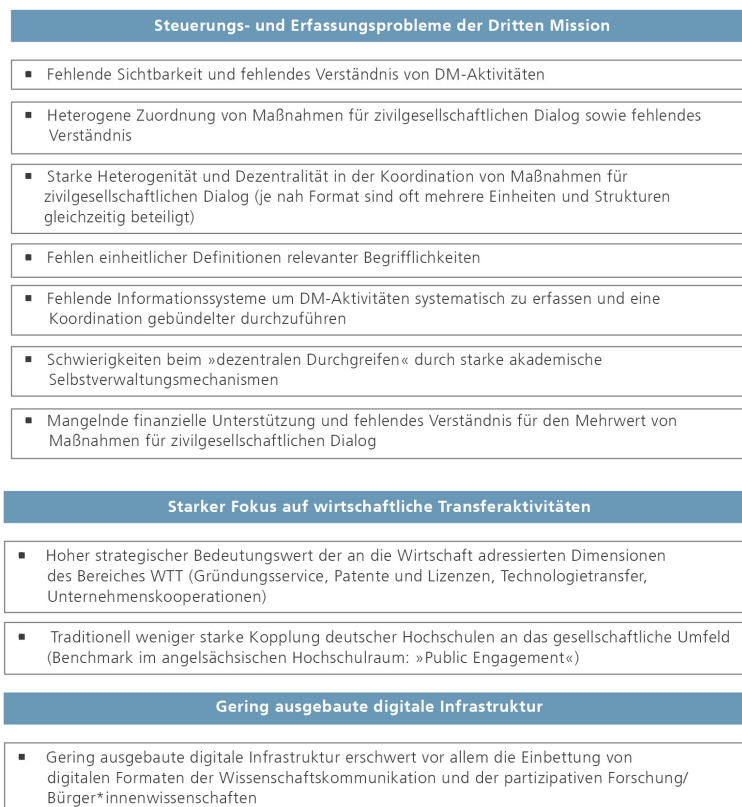 Steuerungs- und Erfassungsprobleme der Dritten Mission
▪ Fehlende Sichtbarkeit und fehlendes Verständnis von DM-Aktivitäten
▪ Heterogene Zuordnung von Maßnahmen für zivilgesellschaftlichen Dialog sowie fehlendes
Verständnis
▪ Starke Heterogenität und Dezentralität in der Koordination von Maßnahmen für
zivilgesellschaftlichen Dialog (je nah Format sind oft mehrere Einheiten und Strukturen
gleichzeitig beteiligt)
▪ Fehlen einheitlicher Definitionen relevanter Begrifflichkeiten
▪ Fehlende Informationssysteme um DM-Aktivitäten systematisch zu erfassen und eine
Koordination gebündelter durchzuführen
▪ Schwierigkeiten beim »dezentralen Durchgreifen« durch starke akademische
Selbstverwaltungsmechanismen
▪ Mangelnde finanzielle Unterstützung und fehlendes Verständnis für den Mehrwert von
Maßnahmen für zivilgesellschaftlichen Dialog
Starker Fokus auf wirtschaftliche Transferaktivitäten
▪ Hoher strategischer Bedeutungswert der an die Wirtschaft adressierten Dimensionen
des Bereiches WTT (Gründungsservice, Patente und Lizenzen, Technologietransfer,
Unternehmenskooperationen)
▪ Traditionell weniger starke Kopplung deutscher Hochschulen an das gesellschaftliche Umfeld
(Benchmark im angelsächsischen Hochschulraum: »Public Engagement«)
Gering ausgebaute digitale Infrastruktur
▪ Gering ausgebaute digitale Infrastruktur erschwert vor allem die Einbettung von
digitalen Formaten der Wissenschaftskommunikation und der partizipativen Forschung/
Bürger*innenwissenschaften